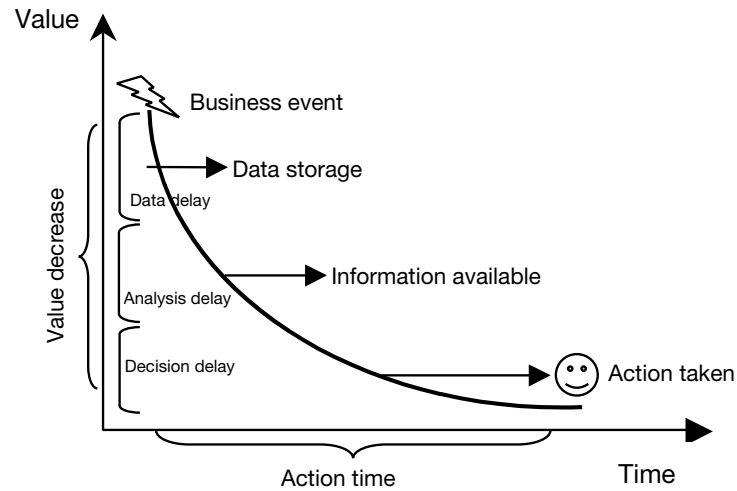 Value
Business event
Data storage
Data delay
Value decrease
Information available
Analysis delay
Decision delay
Action taken
Action time
Time